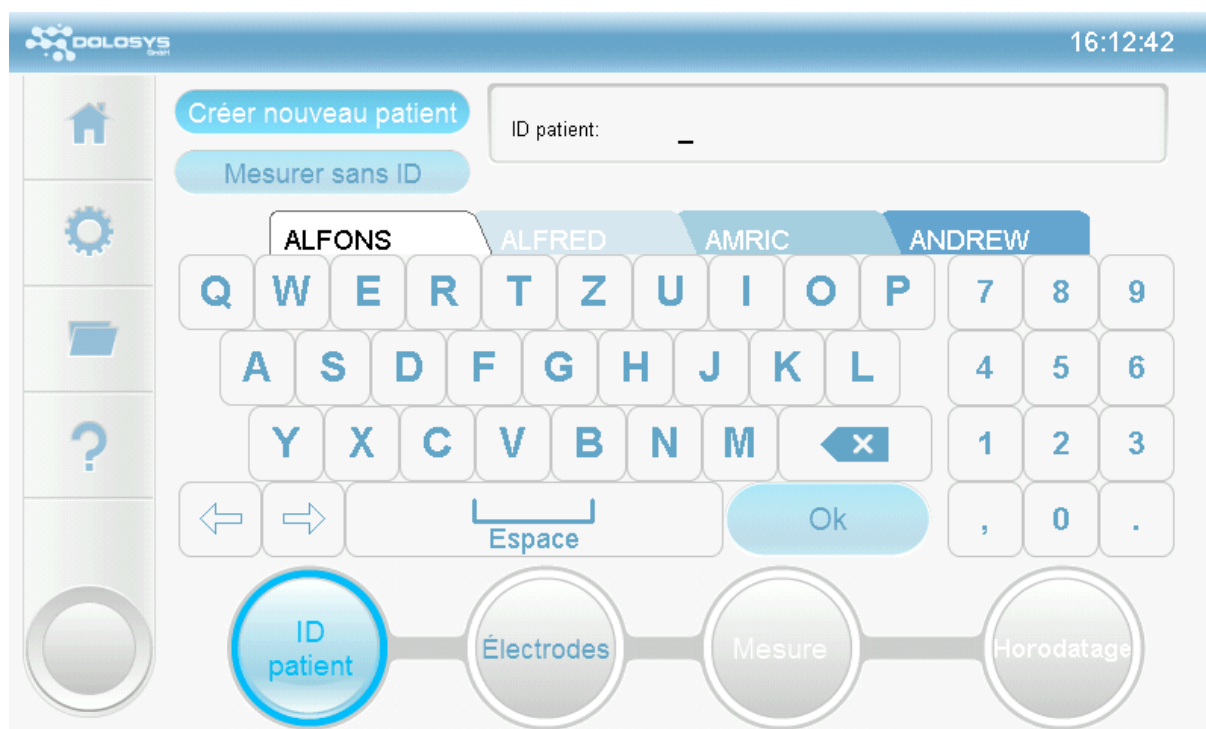 DOLOSYS
GmbH
16:12:42
Créer nouveau patient
ID patient: _
Mesurer sans ID
ALFONS ALFRED AMRIC ANDREW
Q W E R T Z U I O P 7 8 9
A S D F G H J K L 4 5 6
?
Y X C V B N M × 1 2 3
Espace
Ok , 0 .
ID
patient
Électrodes
Mesure
Horodatage